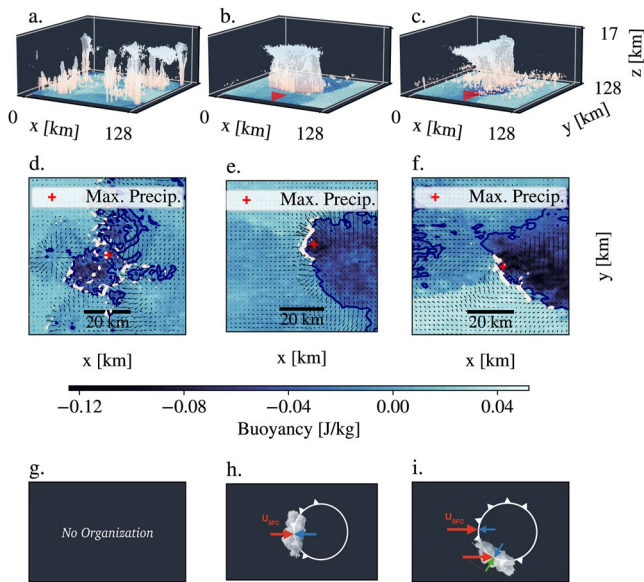 a.
b.
c.
17
z [km]
128
0
x [km]
128
0
x [km]
128
0
x [km]
128
y [km]
d.
e.
f.
Max. Precip.
Max. Precip.
Max. Precip.
20 km
20 km
20 km
y [km]
x [km]
x [km]
x [km]
−0.12
−0.08
−0.04
0.00
0.04
Buoyancy [J/kg]
g.
h.
i.
No Organization
U_SFC
U_SFC